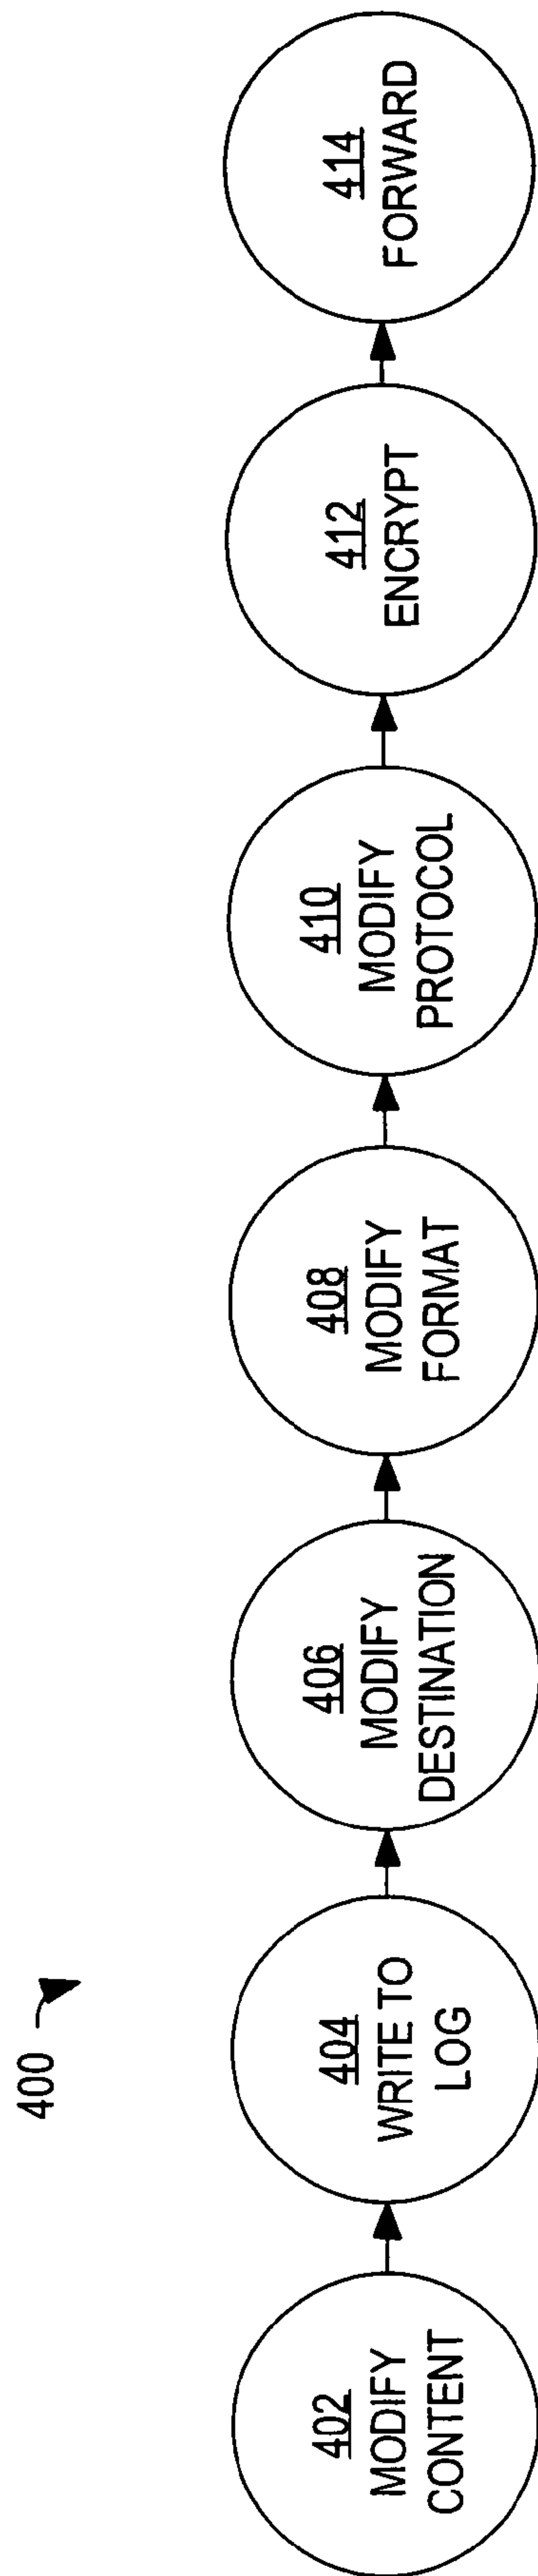 400
402
MODIFY
CONTENT
404
WRITE TO
LOG
406
MODIFY
DESTINATION
408
MODIFY
FORMAT
410
MODIFY
PROTOCOL
412
ENCRYPT
414
FORWARD